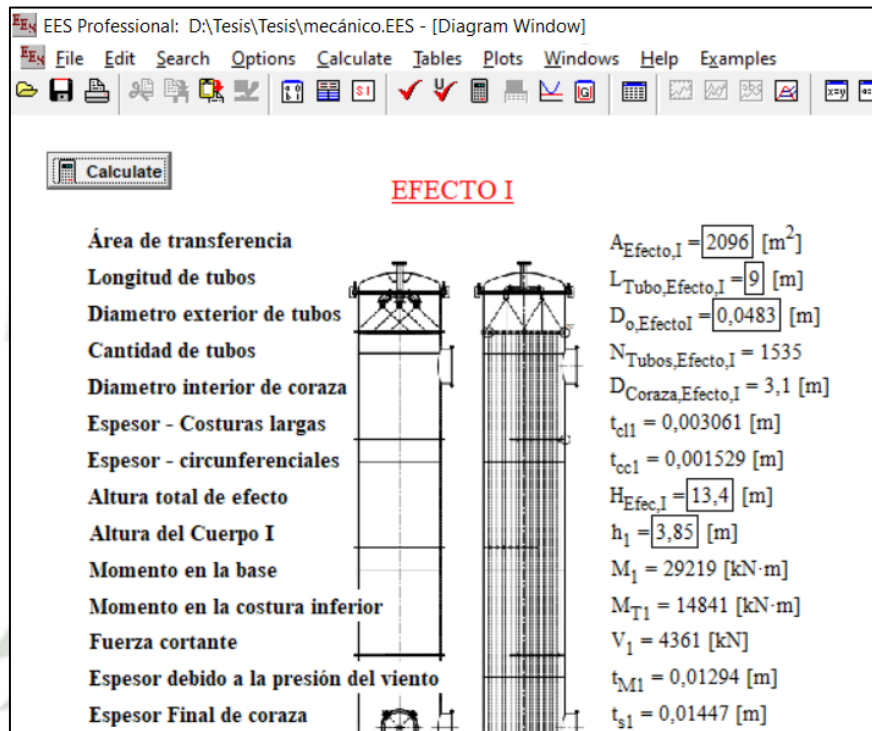 EES Professional: D:\Tesis\Tesis\mecánico.EES - [Diagram Window]
File Edit Search Options Calculate Tables Plots Windows Help Examples
Calculate
EFECTO I
Área de transferencia A_Efecto,I = 2096 [m²]
Longitud de tubos L_Tubo,Efecto,I = 9 [m]
Diametro exterior de tubos D_o,EfectoI = 0,0483 [m]
Cantidad de tubos N_Tubos,Efecto,I = 1535
Diametro interior de coraza D_Coraza,Efecto,I = 3,1 [m]
Espesor - Costuras largas t_cl1 = 0,003061 [m]
Espesor - circunferenciales t_cc1 = 0,001529 [m]
Altura total de efecto H_Efec,I = 13,4 [m]
Altura del Cuerpo I h_1 = 3,85 [m]
Momento en la base M_1 = 29219 [kN·m]
Momento en la costura inferior M_T1 = 14841 [kN·m]
Fuerza cortante V_1 = 4361 [kN]
Espesor debido a la presión del viento t_M1 = 0,01294 [m]
Espesor Final de coraza t_s1 = 0,01447 [m]